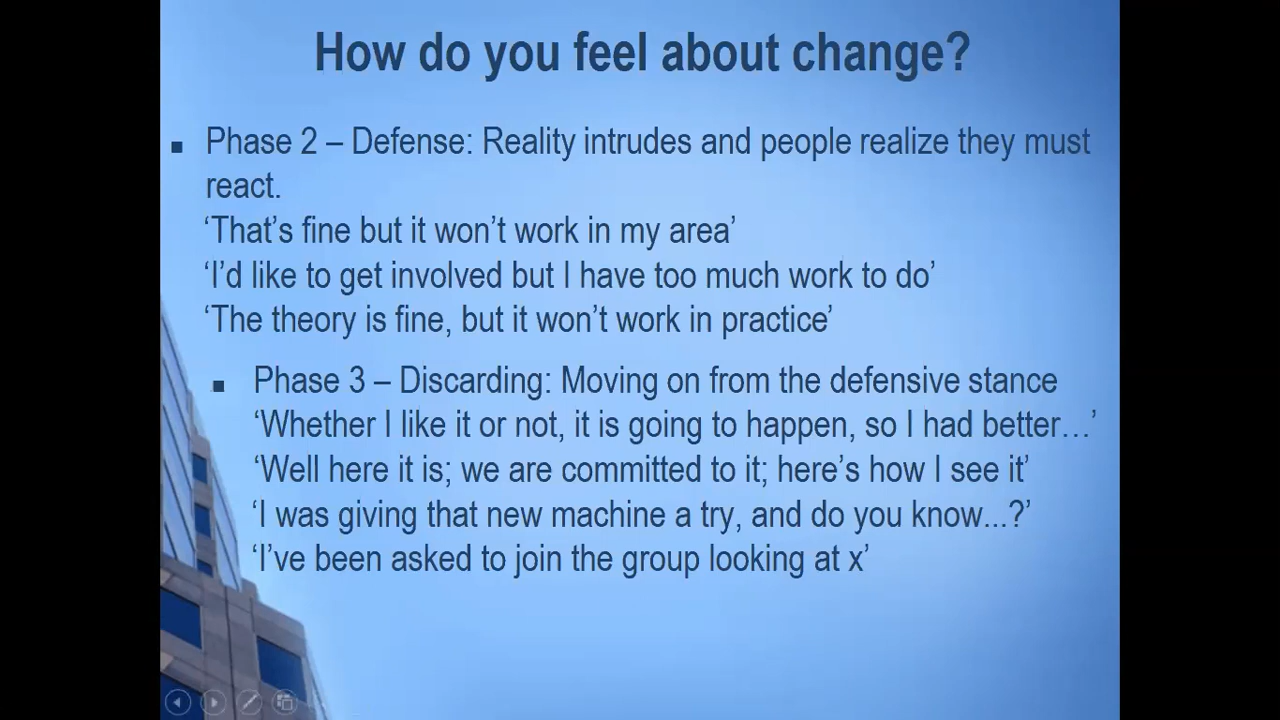 How do you feel about change?
▪ Phase 2 – Defense: Reality intrudes and people realize they must
react.
‘That’s fine but it won’t work in my area’
‘I’d like to get involved but I have too much work to do’
‘The theory is fine, but it won’t work in practice’
▪ Phase 3 – Discarding: Moving on from the defensive stance
‘Whether I like it or not, it is going to happen, so I had better…’
‘Well here it is; we are committed to it; here’s how I see it’
‘I was giving that new machine a try, and do you know...?’
‘I’ve been asked to join the group looking at x’